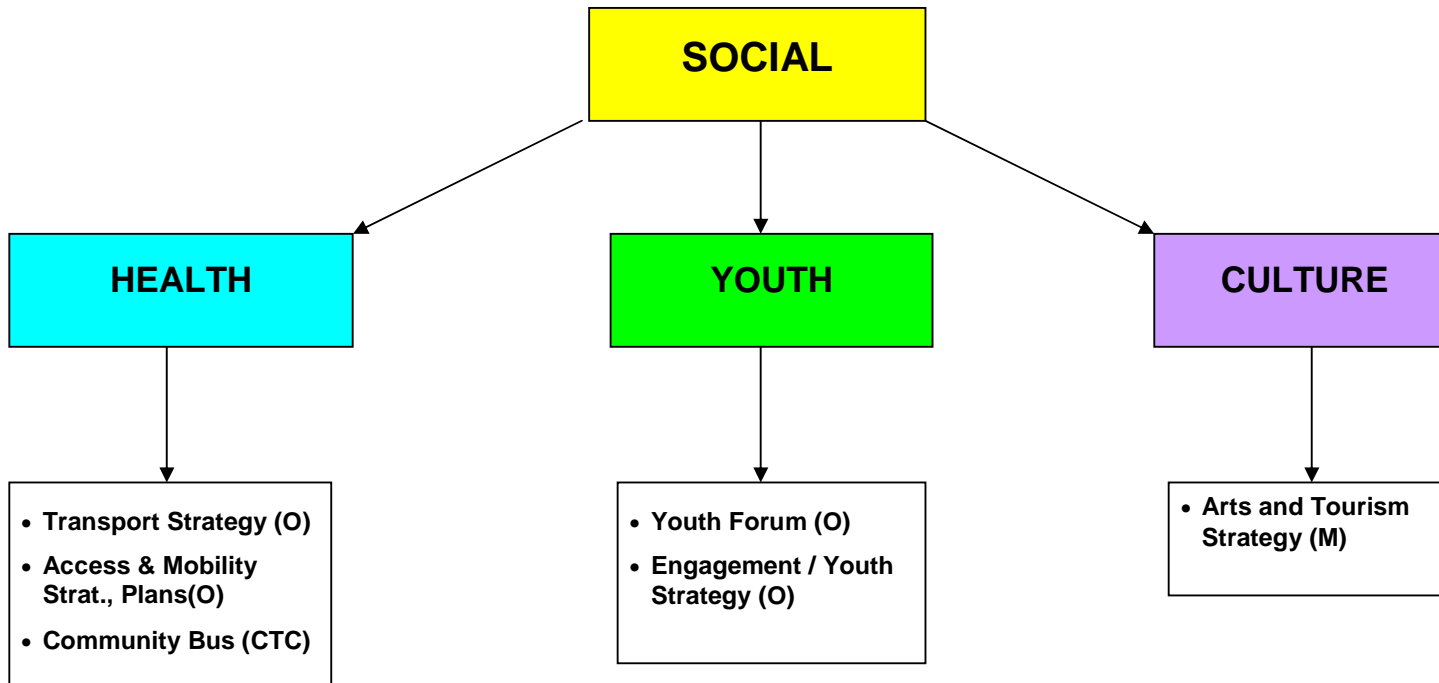 SOCIAL
HEALTH
YOUTH
CULTURE
• Transport Strategy (O)
• Access & Mobility
Strat., Plans(O)
• Community Bus (CTC)
• Youth Forum (O)
• Engagement / Youth
Strategy (O)
• Arts and Tourism
Strategy (M)